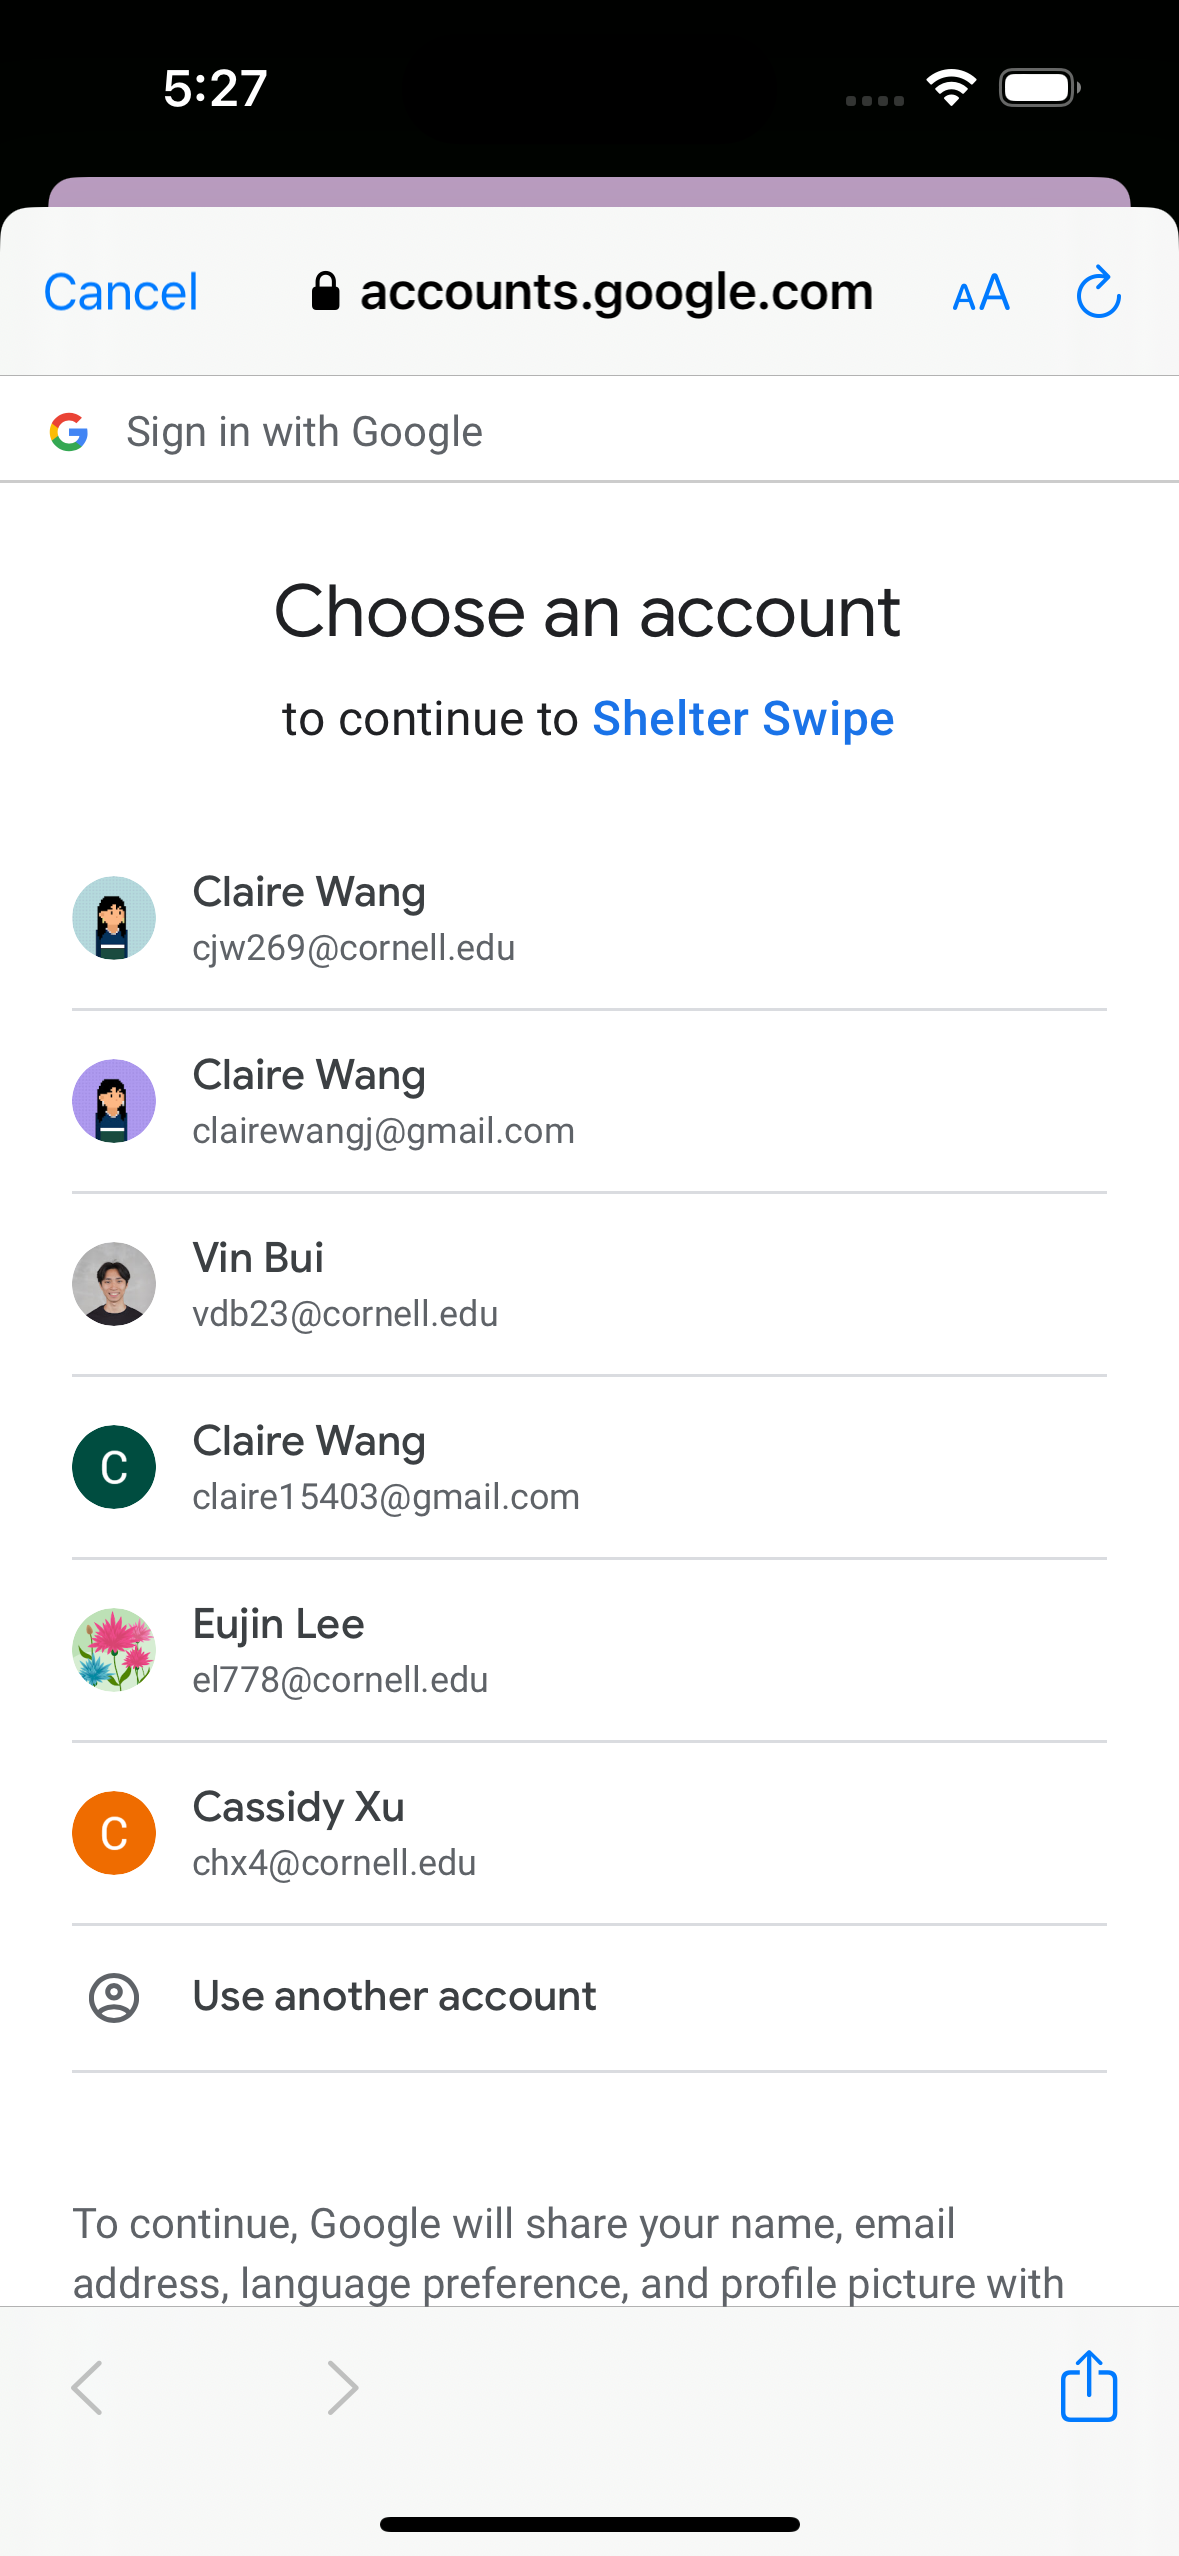 5:27
Cancel
accounts.google.com
AA
Sign in with Google
Choose an account
to continue to Shelter Swipe
Claire Wang
cjw269@cornell.edu
Claire Wang
clairewangj@gmail.com
Vin Bui
vdb23@cornell.edu
C
Claire Wang
claire15403@gmail.com
Eujin Lee
el778@cornell.edu
C
Cassidy Xu
chx4@cornell.edu
Use another account
To continue, Google will share your name, email
address, language preference, and profile picture with